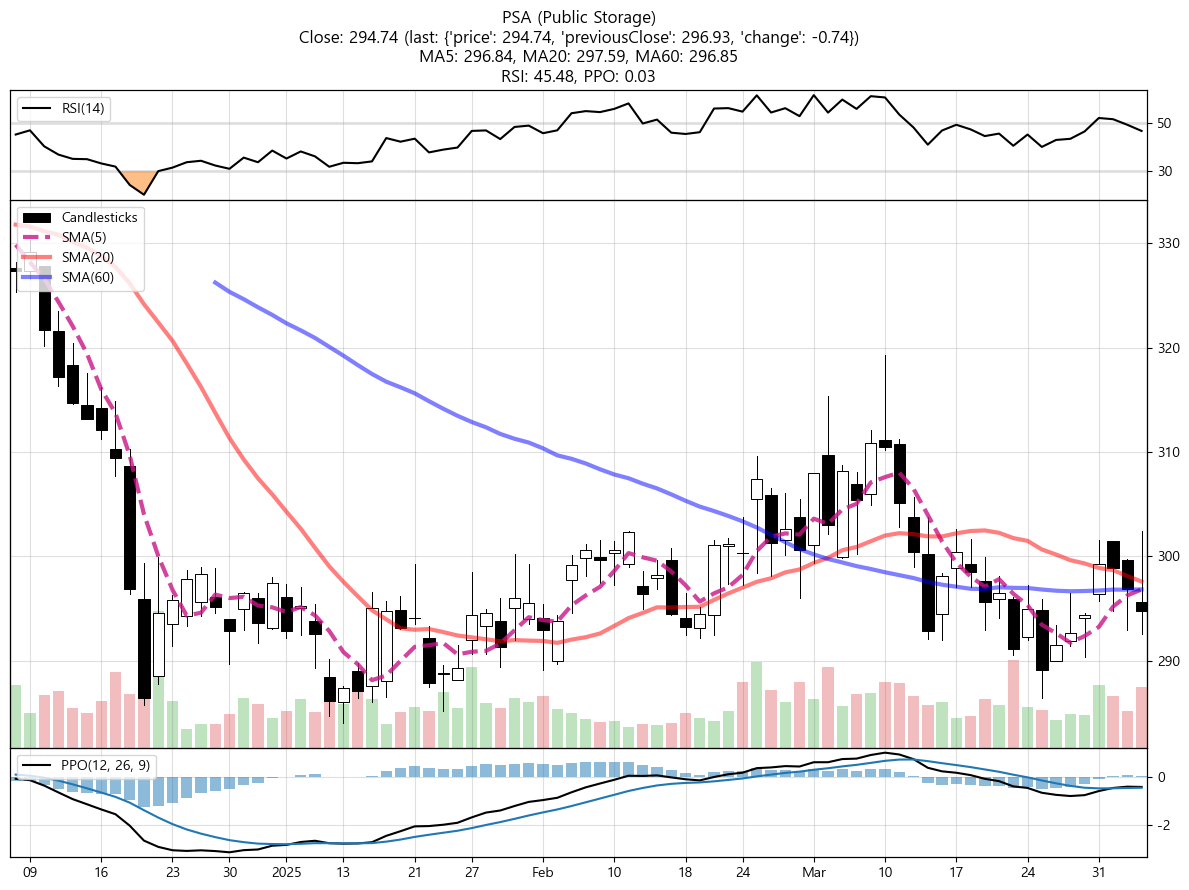 PSA (Public Storage)
Close: 294.74 (last: {'price': 294.74, 'previousClose': 296.93, 'change': -0.74})
MA5: 296.84, MA20: 297.59, MA60: 296.85
RSI: 45.48, PPO: 0.03
RSI(14)
50
30
Candlesticks
SMA(5)
SMA(20)
SMA(60)
330
320
310
300
290
PPO(12, 26, 9)
0
-2
09 16 23 30 2025 13 21 27 Feb 10 18 24 Mar 10 17 24 31